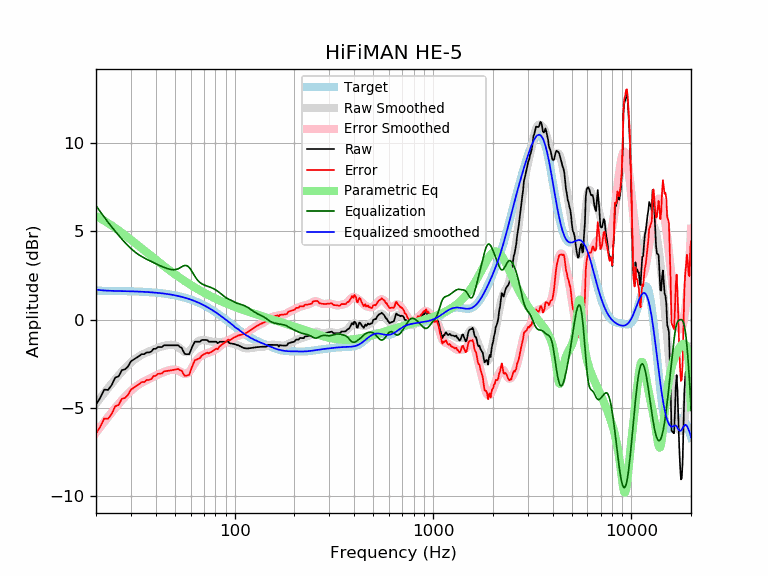 HiFiMAN HE-5
Target
Raw Smoothed
Error Smoothed
Raw
Error
Parametric Eq
Equalization
Equalized smoothed
Amplitude (dBr)
10
5
0
−5
−10
100
1000
10000
Frequency (Hz)